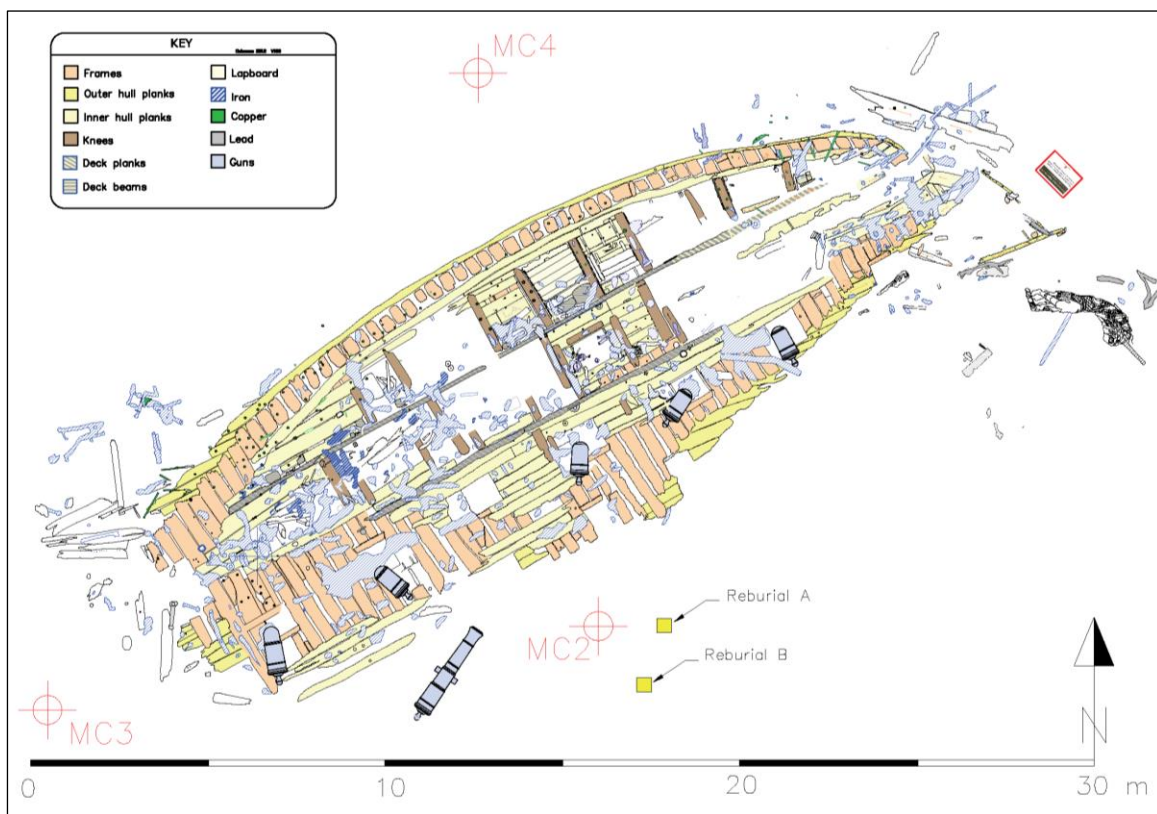 KEY
Frames
Outer hull planks
Inner hull planks
Knees
Deck planks
Deck beams
Lapboard
Iron
Copper
Lead
Guns
MC4
Reburial A
MC2
Reburial B
MC3
N
0 10 20 30 m